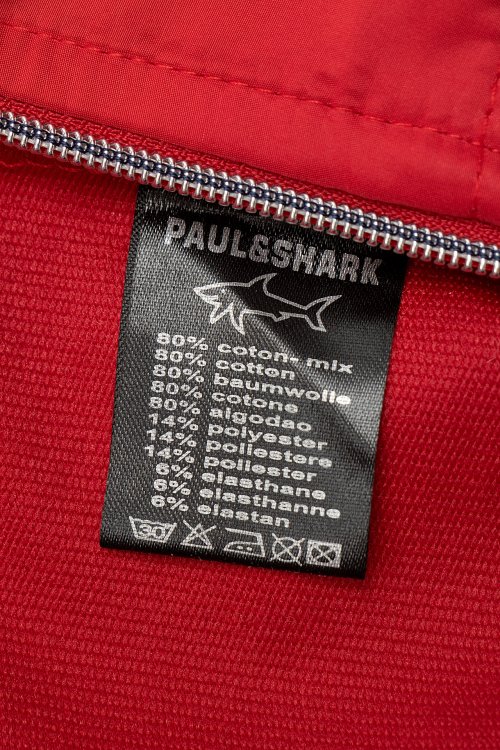 PAUL&SHARK
80% coton- mix
80% cotton
80% baumwolle
80% cotone
80% algodao
14% polyester
14% poliestere
14% poliester
6% elasthane
6% elasthanne
6% elastan
30